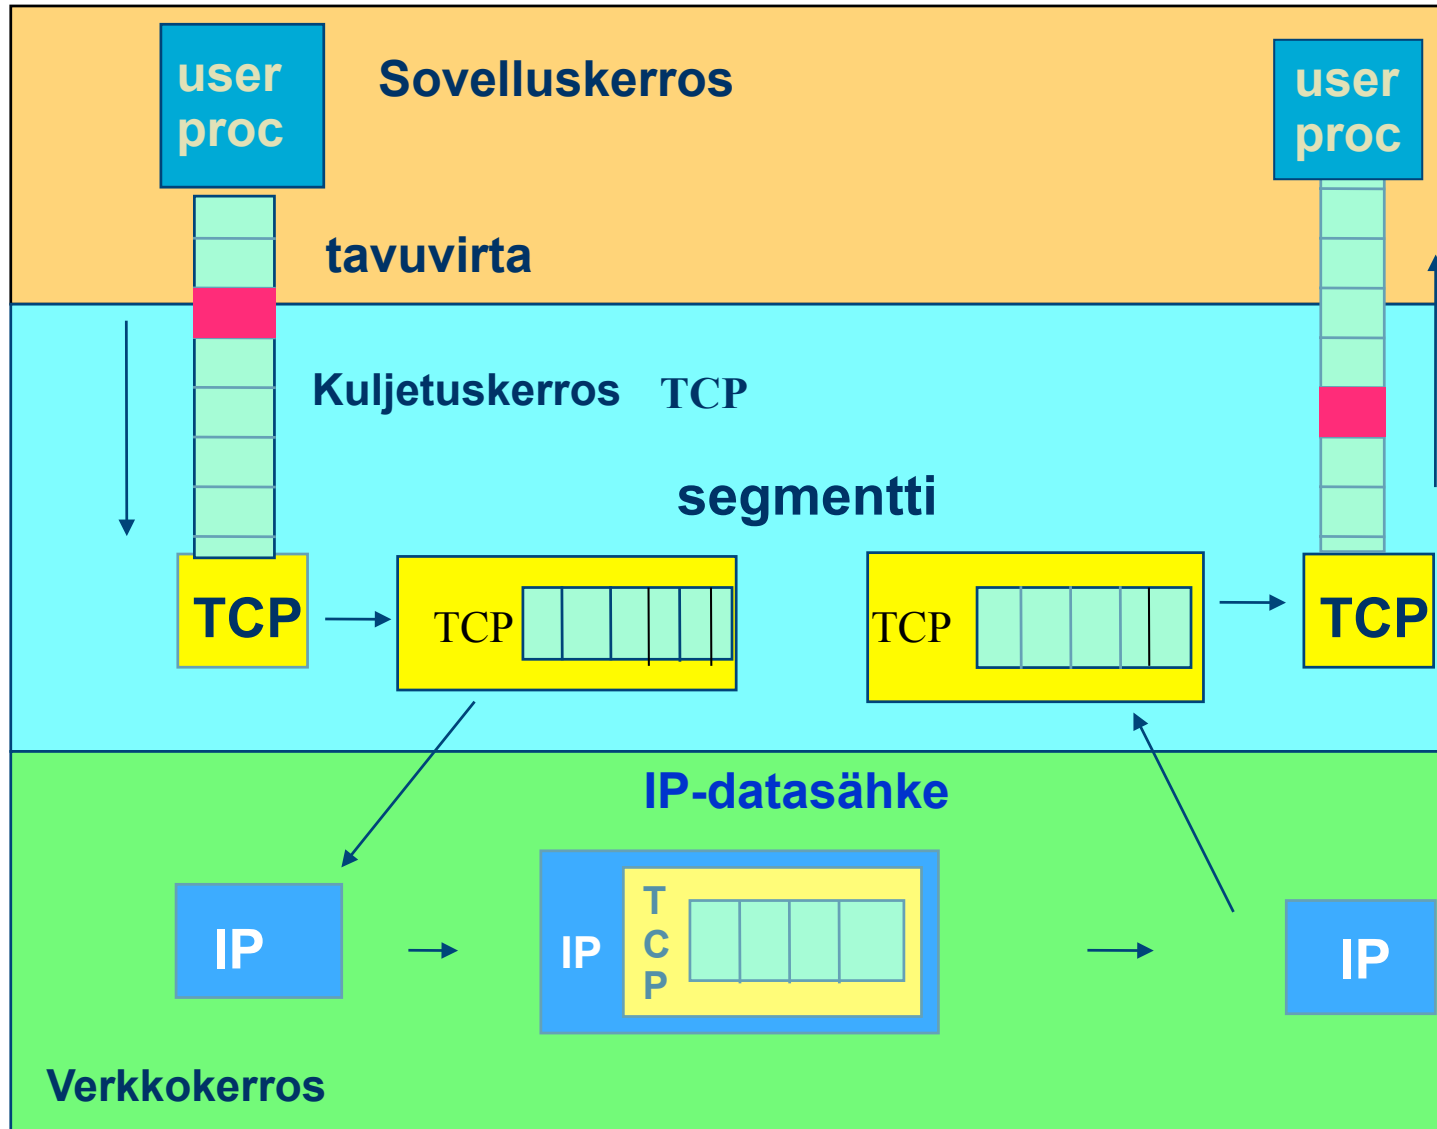 user
proc
Sovelluskerros
user
proc
tavuvirta
Kuljetuskerros TCP
segmentti
TCP
TCP
TCP
TCP
IP-datasähke
IP
IP
T
C
P
IP
Verkkokerros